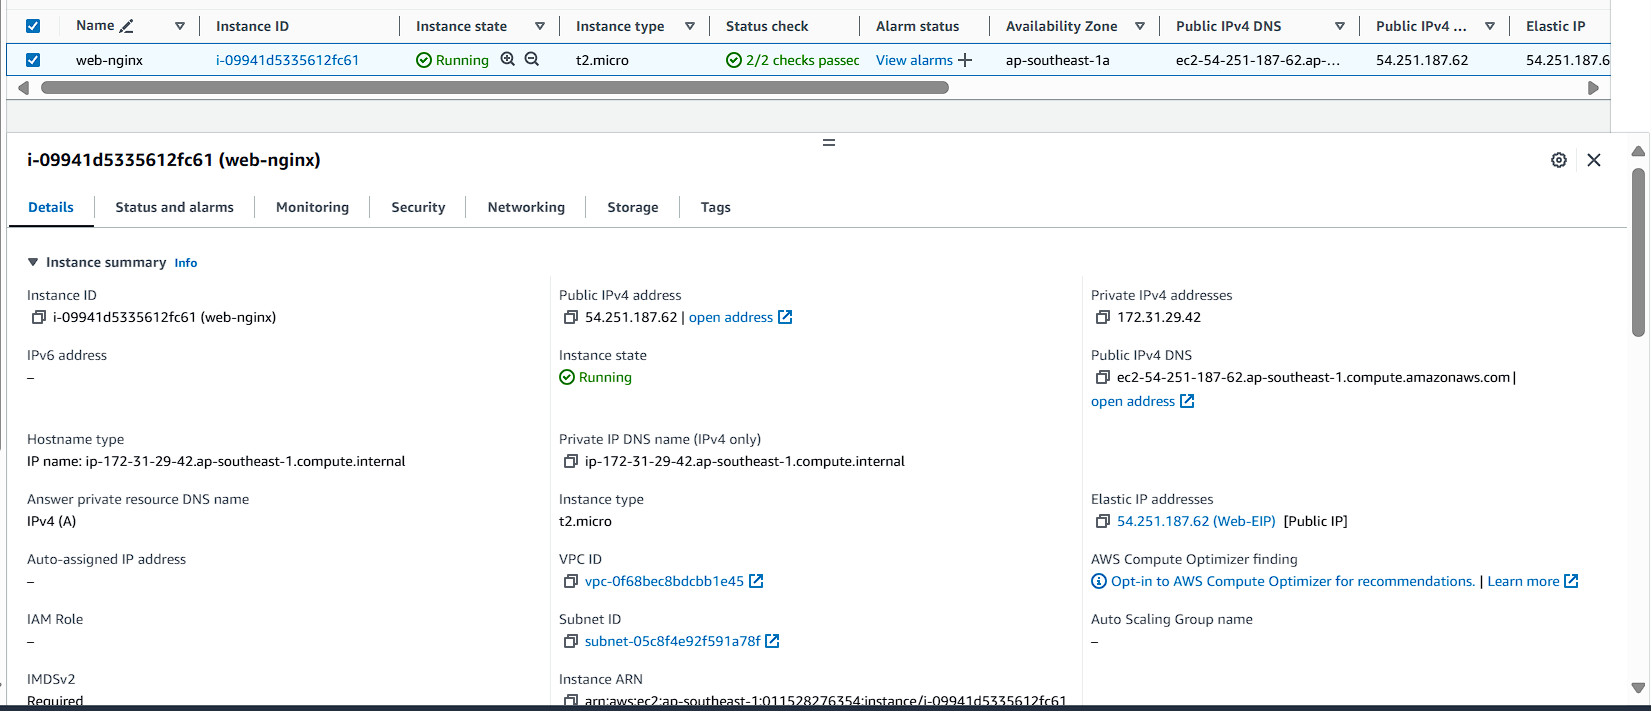 Name Instance ID Instance state Instance type Status check Alarm status Availability Zone Public IPv4 DNS Public IPv4 ... Elastic IP
web-nginx i-09941d5335612fc61 Running t2.micro 2/2 checks passec View alarms ap-southeast-1a ec2-54-251-187-62.ap-... 54.251.187.62 54.251.187.6
i-09941d5335612fc61 (web-nginx)
Details Status and alarms Monitoring Security Networking Storage Tags
Instance summary Info
Instance ID Public IPv4 address Private IPv4 addresses
i-09941d5335612fc61 (web-nginx) 54.251.187.62 | open address 172.31.29.42
IPv6 address Instance state Public IPv4 DNS
– Running ec2-54-251-187-62.ap-southeast-1.compute.amazonaws.com |
open address
Hostname type Private IP DNS name (IPv4 only)
IP name: ip-172-31-29-42.ap-southeast-1.compute.internal ip-172-31-29-42.ap-southeast-1.compute.internal
Answer private resource DNS name Instance type Elastic IP addresses
IPv4 (A) t2.micro 54.251.187.62 (Web-EIP) [Public IP]
Auto-assigned IP address VPC ID AWS Compute Optimizer finding
– vpc-0f68bec8bdcbb1e45 Opt-in to AWS Compute Optimizer for recommendations. | Learn more
IAM Role Subnet ID Auto Scaling Group name
– subnet-05c8f4e92f591a78f –
IMDSv2 Instance ARN
Required arn:aws:ec2:ap-southeast-1:011528276354:instance/i-09941d5335612fc61